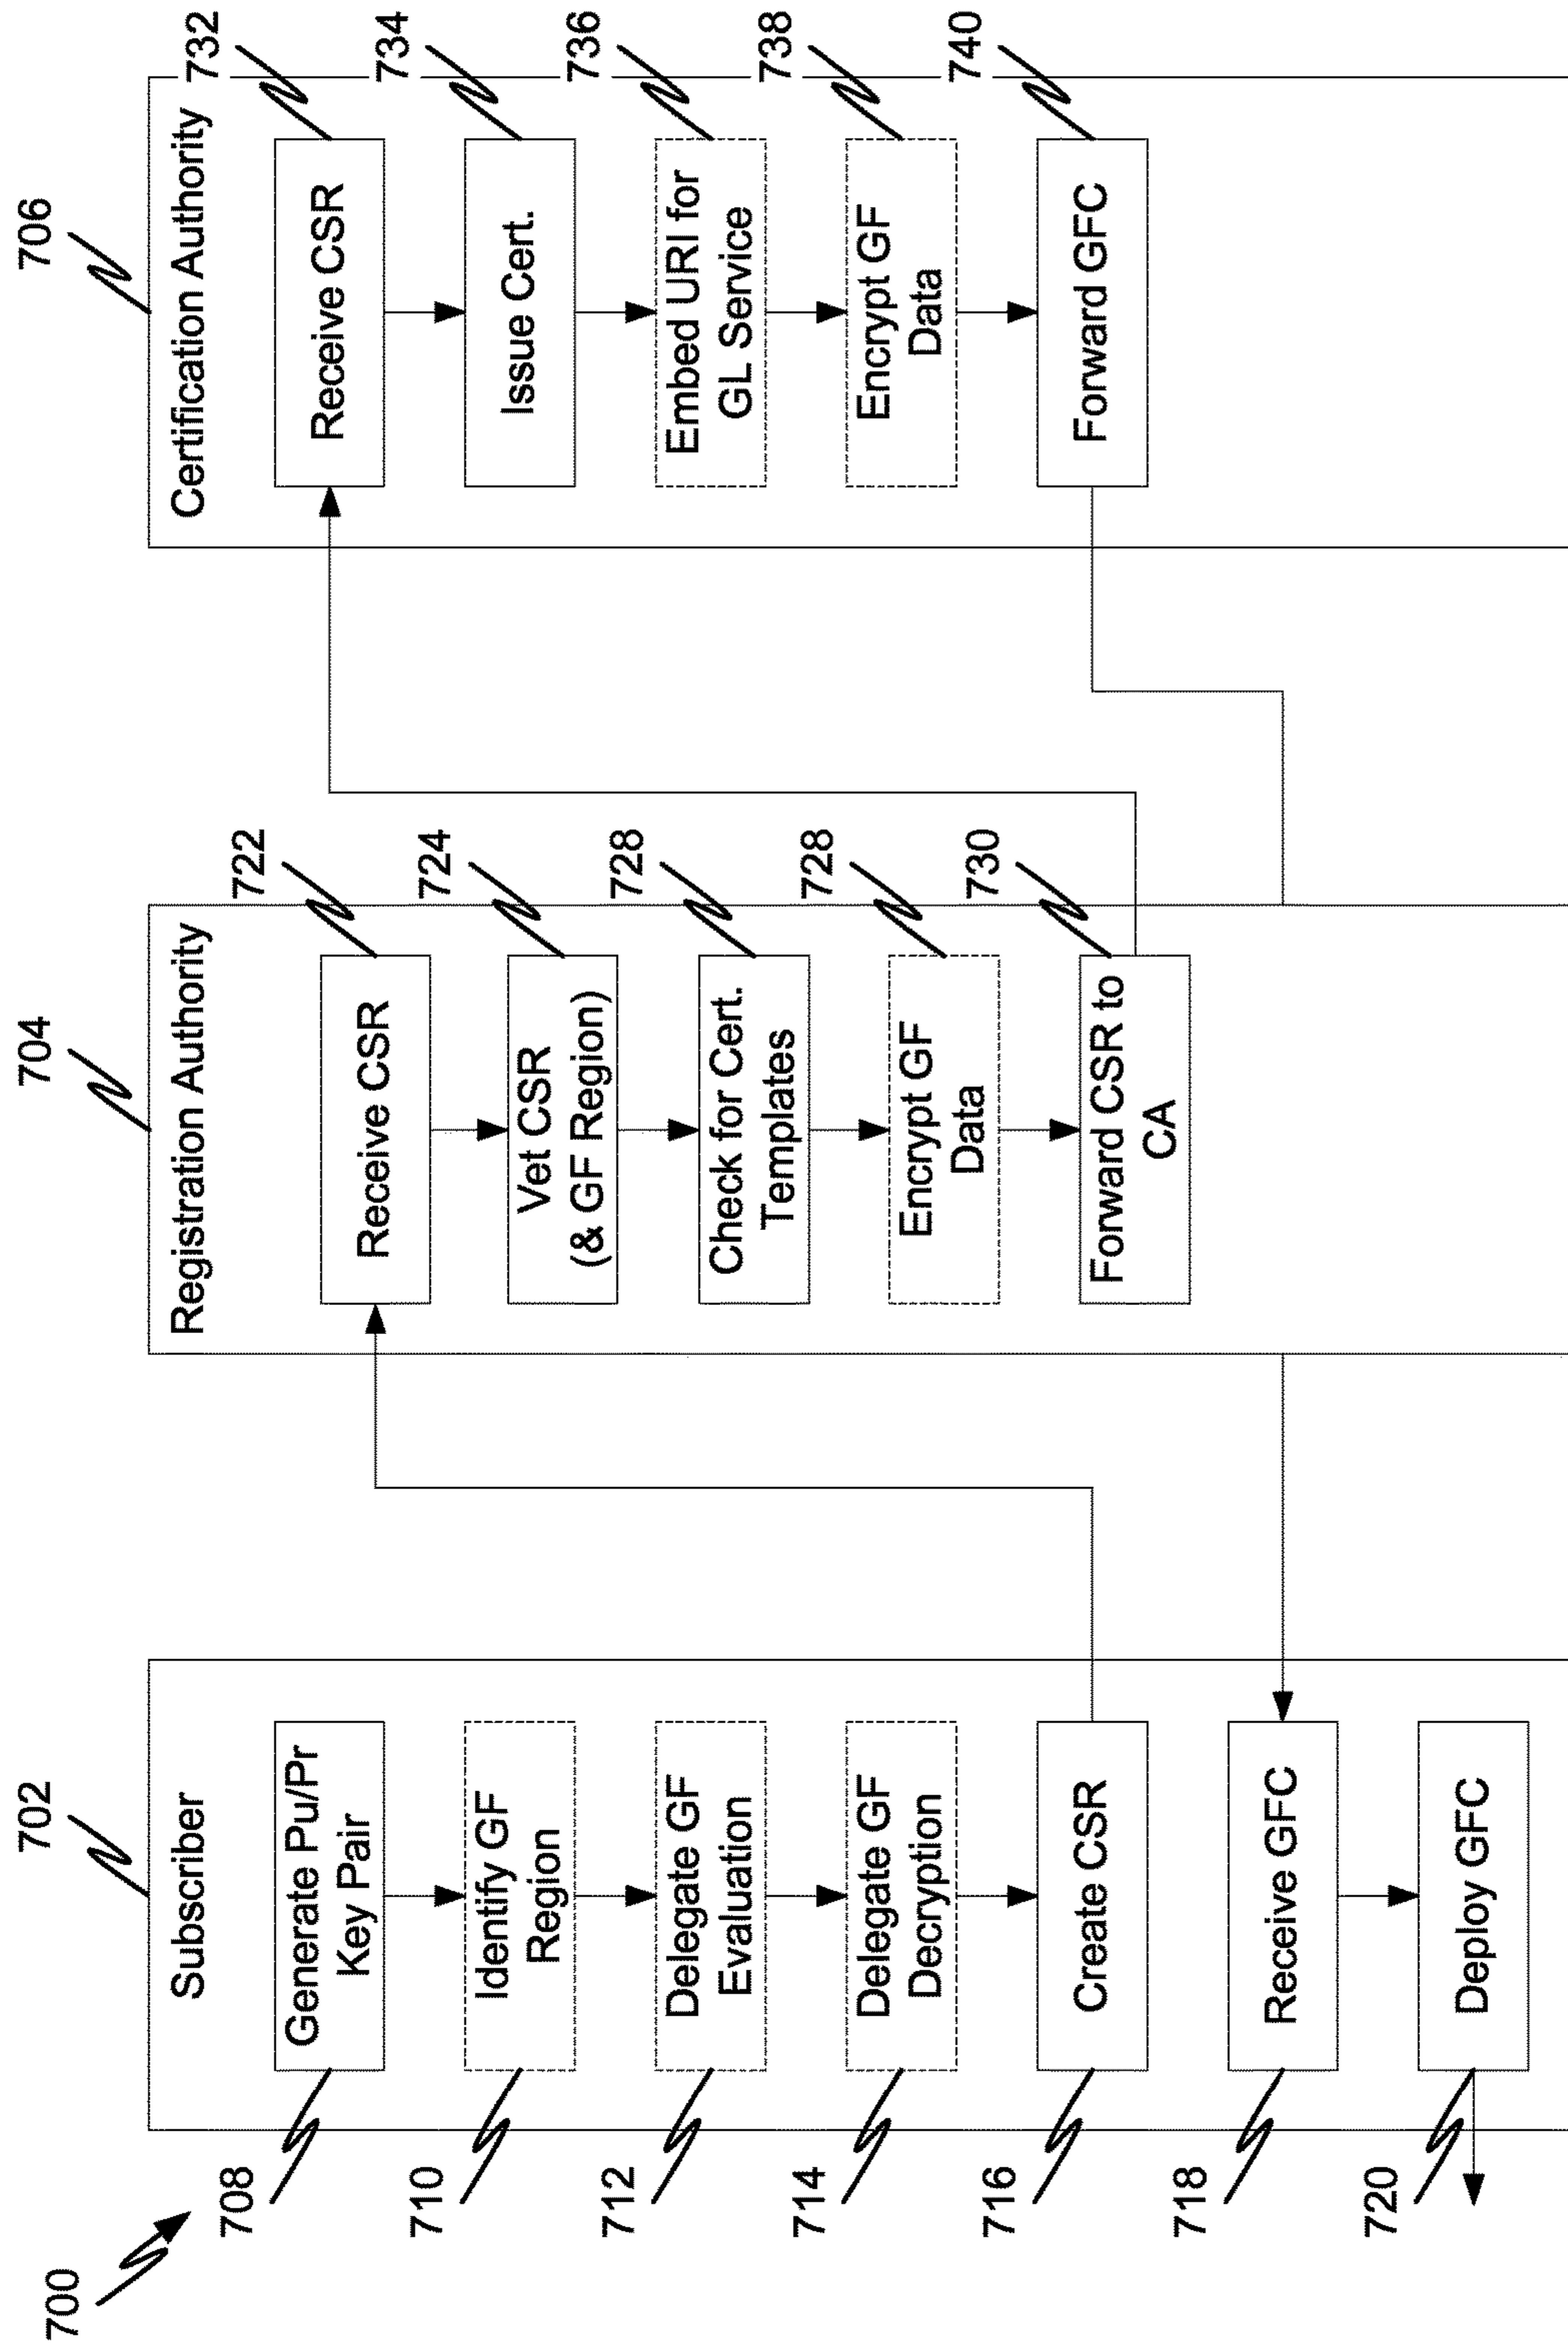 700
702
Subscriber
708
Generate Pu/Pr
Key Pair
710
Identify GF
Region
712
Delegate GF
Evaluation
714
Delegate GF
Decryption
716
Create CSR
718
Receive GFC
720
Deploy GFC
704
Registration Authority
722
Receive CSR
724
Vet CSR
(& GF Region)
728
Check for Cert.
Templates
728
Encrypt GF
Data
730
Forward CSR to
CA
706
Certification Authority
732
Receive CSR
734
Issue Cert.
736
Embed URI for
GL Service
738
Encrypt GF
Data
740
Forward GFC